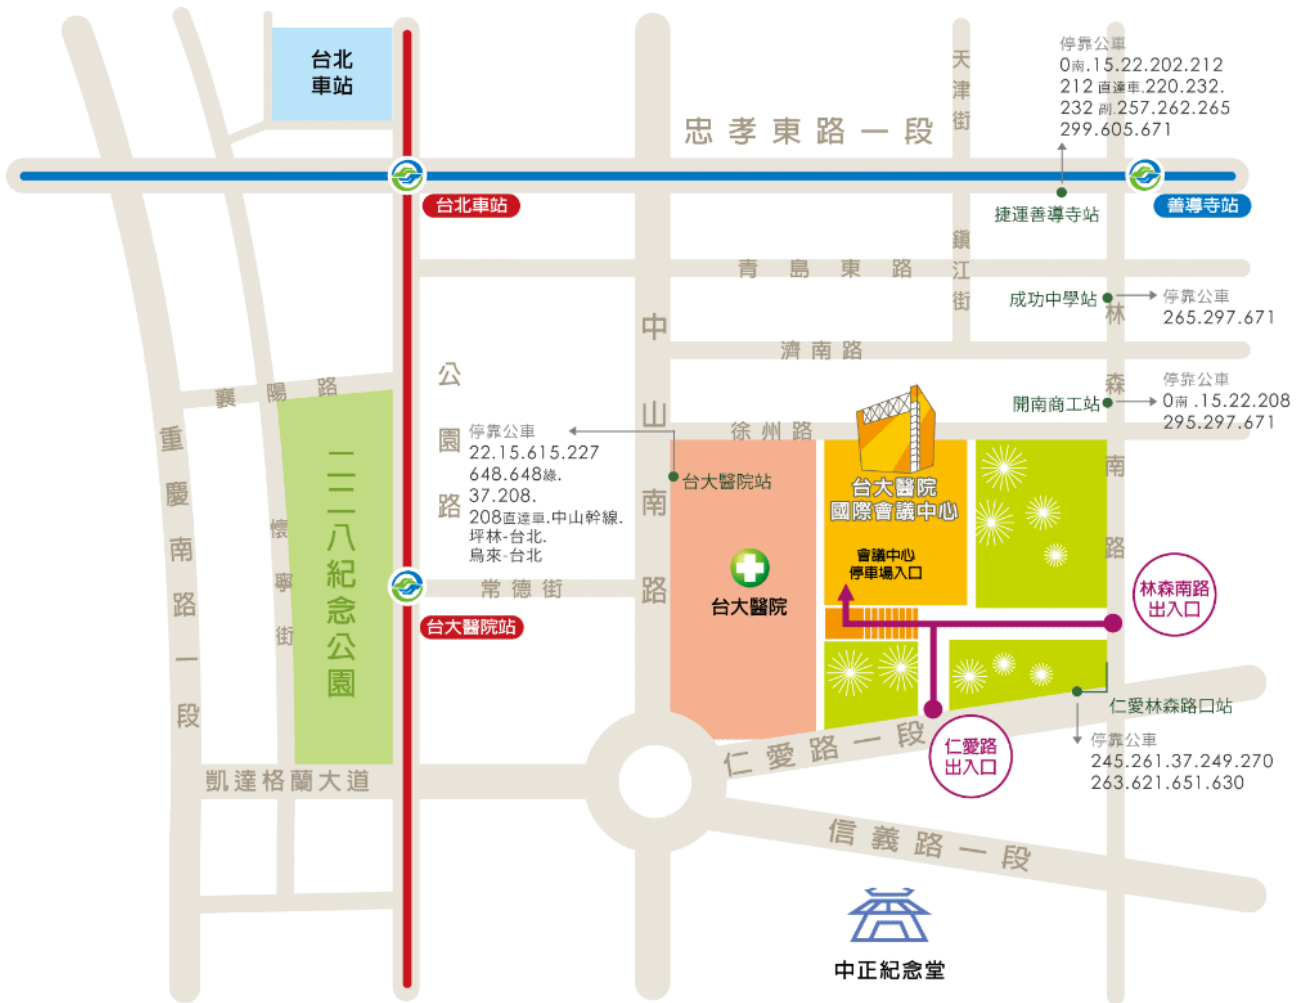 台北
車站
天津街
停靠公車
0南.15.22.202.212
212 直達車.220.232.
232 副.257.262.265
299.605.671
忠孝東路一段
台北車站
捷運善導寺站
善導寺站
青島東路
鎮江街
成功中學站
停靠公車
265.297.671
中山南路
濟南路
林森南路
襄陽路
公園路
開南商工站
停靠公車
0南 .15.22.208
295.297.671
徐州路
重慶南路一段
停靠公車
22.15.615.227
648.648綠.
37.208.
208直達車.中山幹線.
坪林-台北.
烏來-台北
台大醫院站
台大醫院
國際會議中心
二二八紀念公園
懷寧街
會議中心
停車場入口
常德街
台大醫院
台大醫院站
林森南路
出入口
仁愛林森路口站
仁愛路一段
仁愛路
出入口
停靠公車
245.261.37.249.270
263.621.651.630
凱達格蘭大道
信義路一段
中正紀念堂